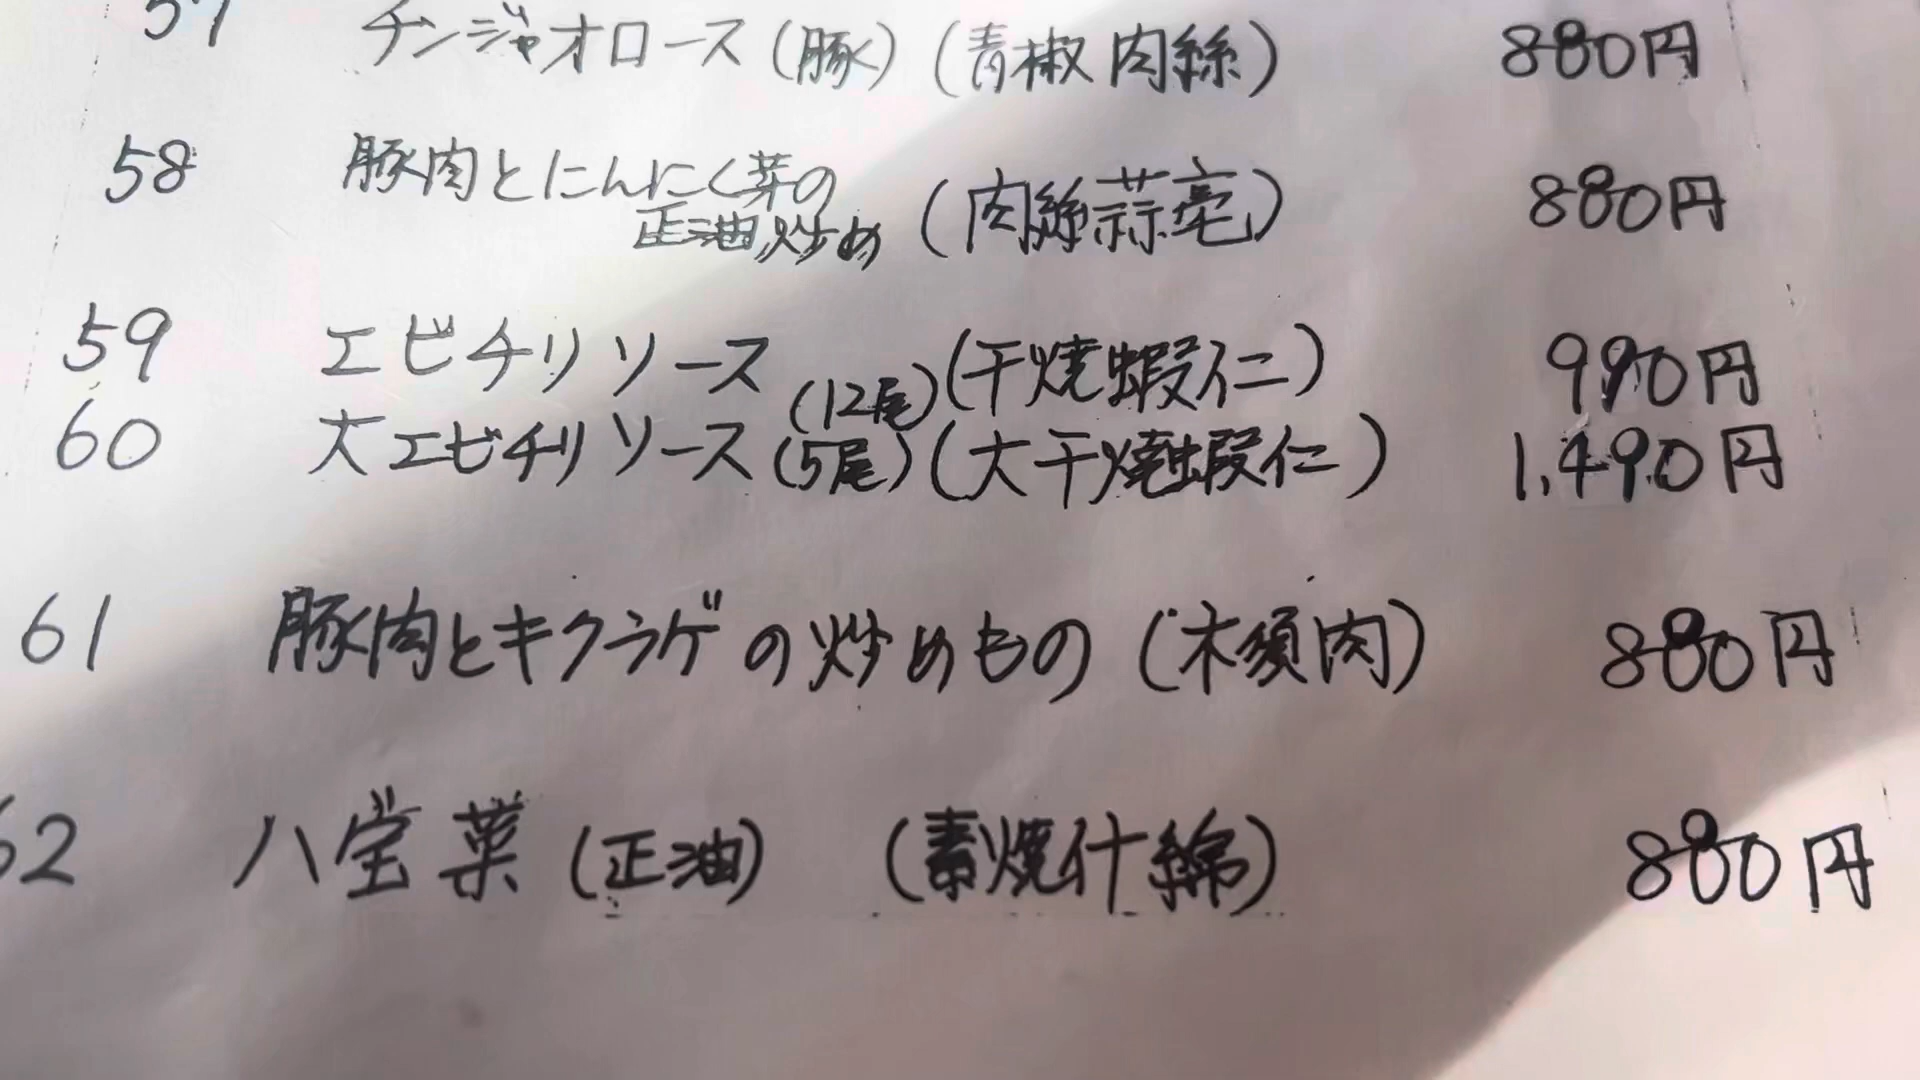 57 チンジャオロース（豚）（青椒肉絲） 880円
58 豚肉とにんにく芽の
正油炒め（肉絲蒜毫） 880円
59 エビチリソース（12尾）（干焼蝦仁） 990円
60 大エビチリソース（5尾）（大干焼蝦仁） 1,490円
61 豚肉とキクラゲの炒めもの（木須肉） 880円
62 八宝菜（正油）（素焼什綿） 880円